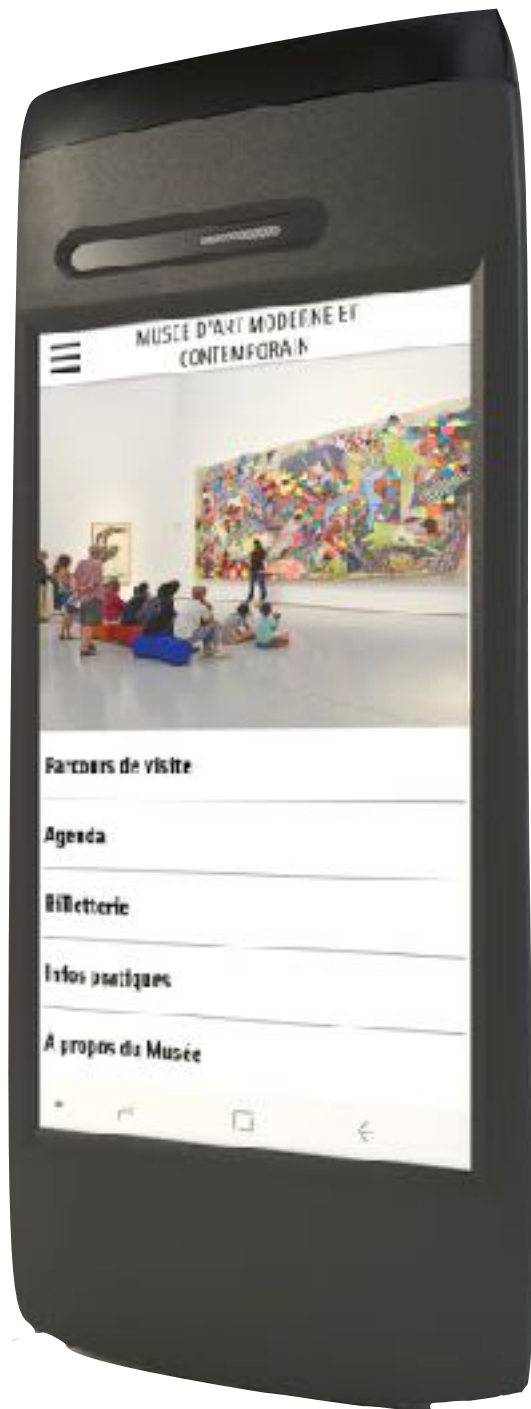 MUSEE D'ART MODERNE ET
CONTEMPORAIN
Parcours de visite
Agenda
Billetterie
Infos pratiques
A propos du Musée